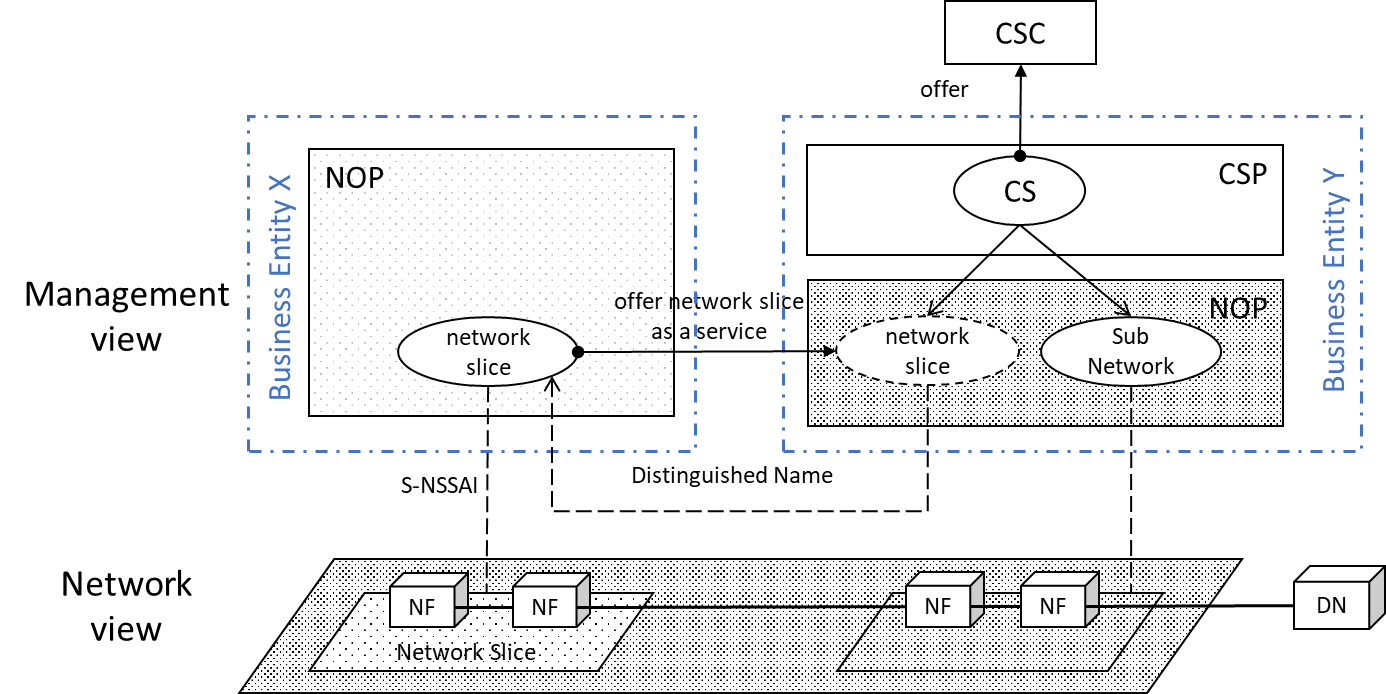 CSC
offer
NOP
CSP
CS
Business Entity X
Business Entity Y
Management
view
offer network slice
as a service
NOP
network
slice
network
slice
Sub
Network
S-NSSAI
Distinguished Name
Network
view
NF
NF
NF
NF
DN
Network Slice